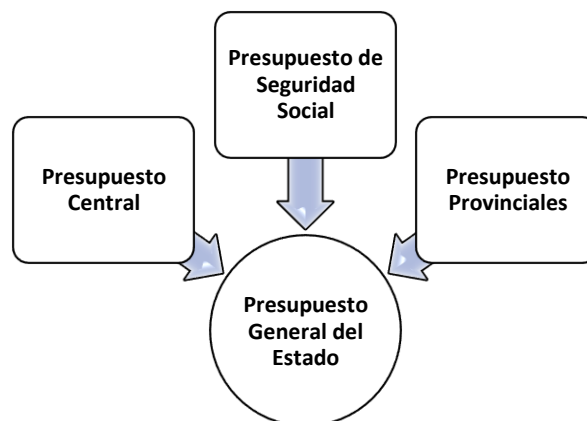 Presupuesto de
Seguridad
Social
Presupuesto
Central
Presupuesto
Provinciales
Presupuesto
General del
Estado